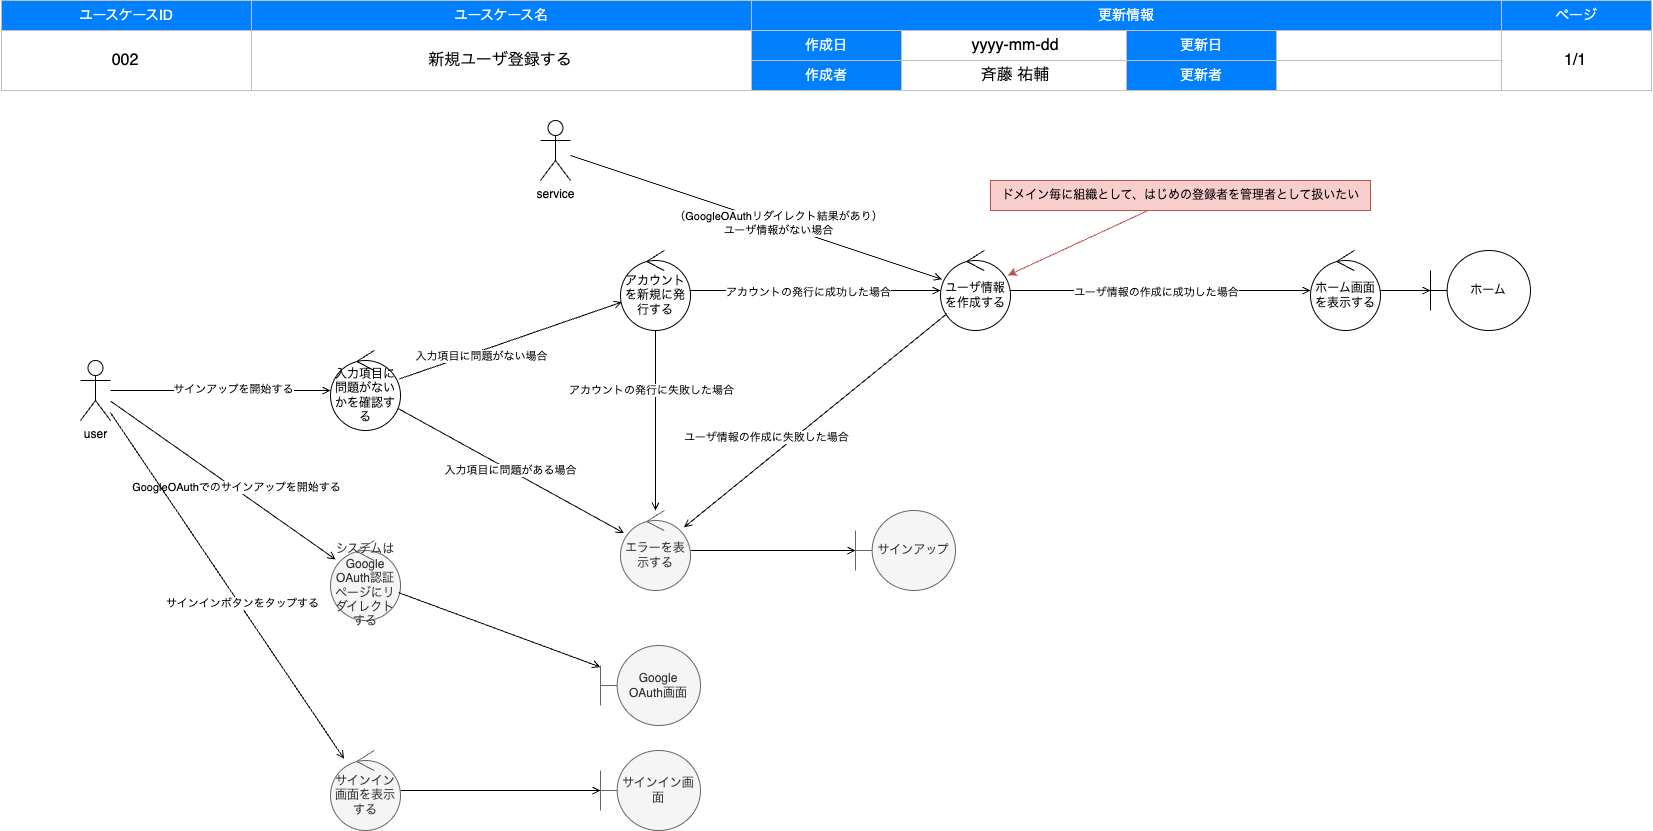 ユースケースID
ユースケース名
更新情報
ページ
002
新規ユーザ登録する
作成日
yyyy-mm-dd
更新日
1/1
作成者
斉藤 祐輔
更新者
service
ドメイン毎に組織として、はじめの登録者を管理者として扱いたい
（GoogleOAuthリダイレクト結果があり）
ユーザ情報がない場合
アカウント
を新規に発
行する
アカウントの発行に成功した場合
ユーザ情報
を作成する
ユーザ情報の作成に成功した場合
ホーム画面
を表示する
ホーム
入力項目に問題がない場合
user
サインアップを開始する
入力項目に
問題がない
かを確認す
る
アカウントの発行に失敗した場合
ユーザ情報の作成に失敗した場合
入力項目に問題がある場合
GoogleOAuthでのサインアップを開始する
エラーを表
示する
サインアップ
システムは
Google
OAuth認証
ページにリ
ダイレクト
する
サインインボタンをタップする
Google
OAuth画面
サインイン
画面を表示
する
サインイン画
面